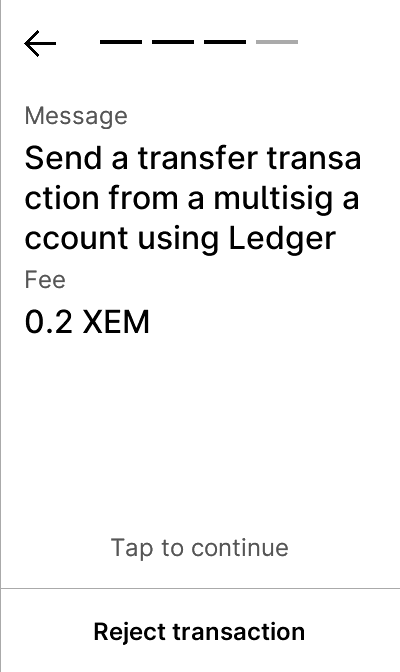 Message
Send a transfer transa
ction from a multisig a
ccount using Ledger
Fee
0.2 XEM
Tap to continue
Reject transaction